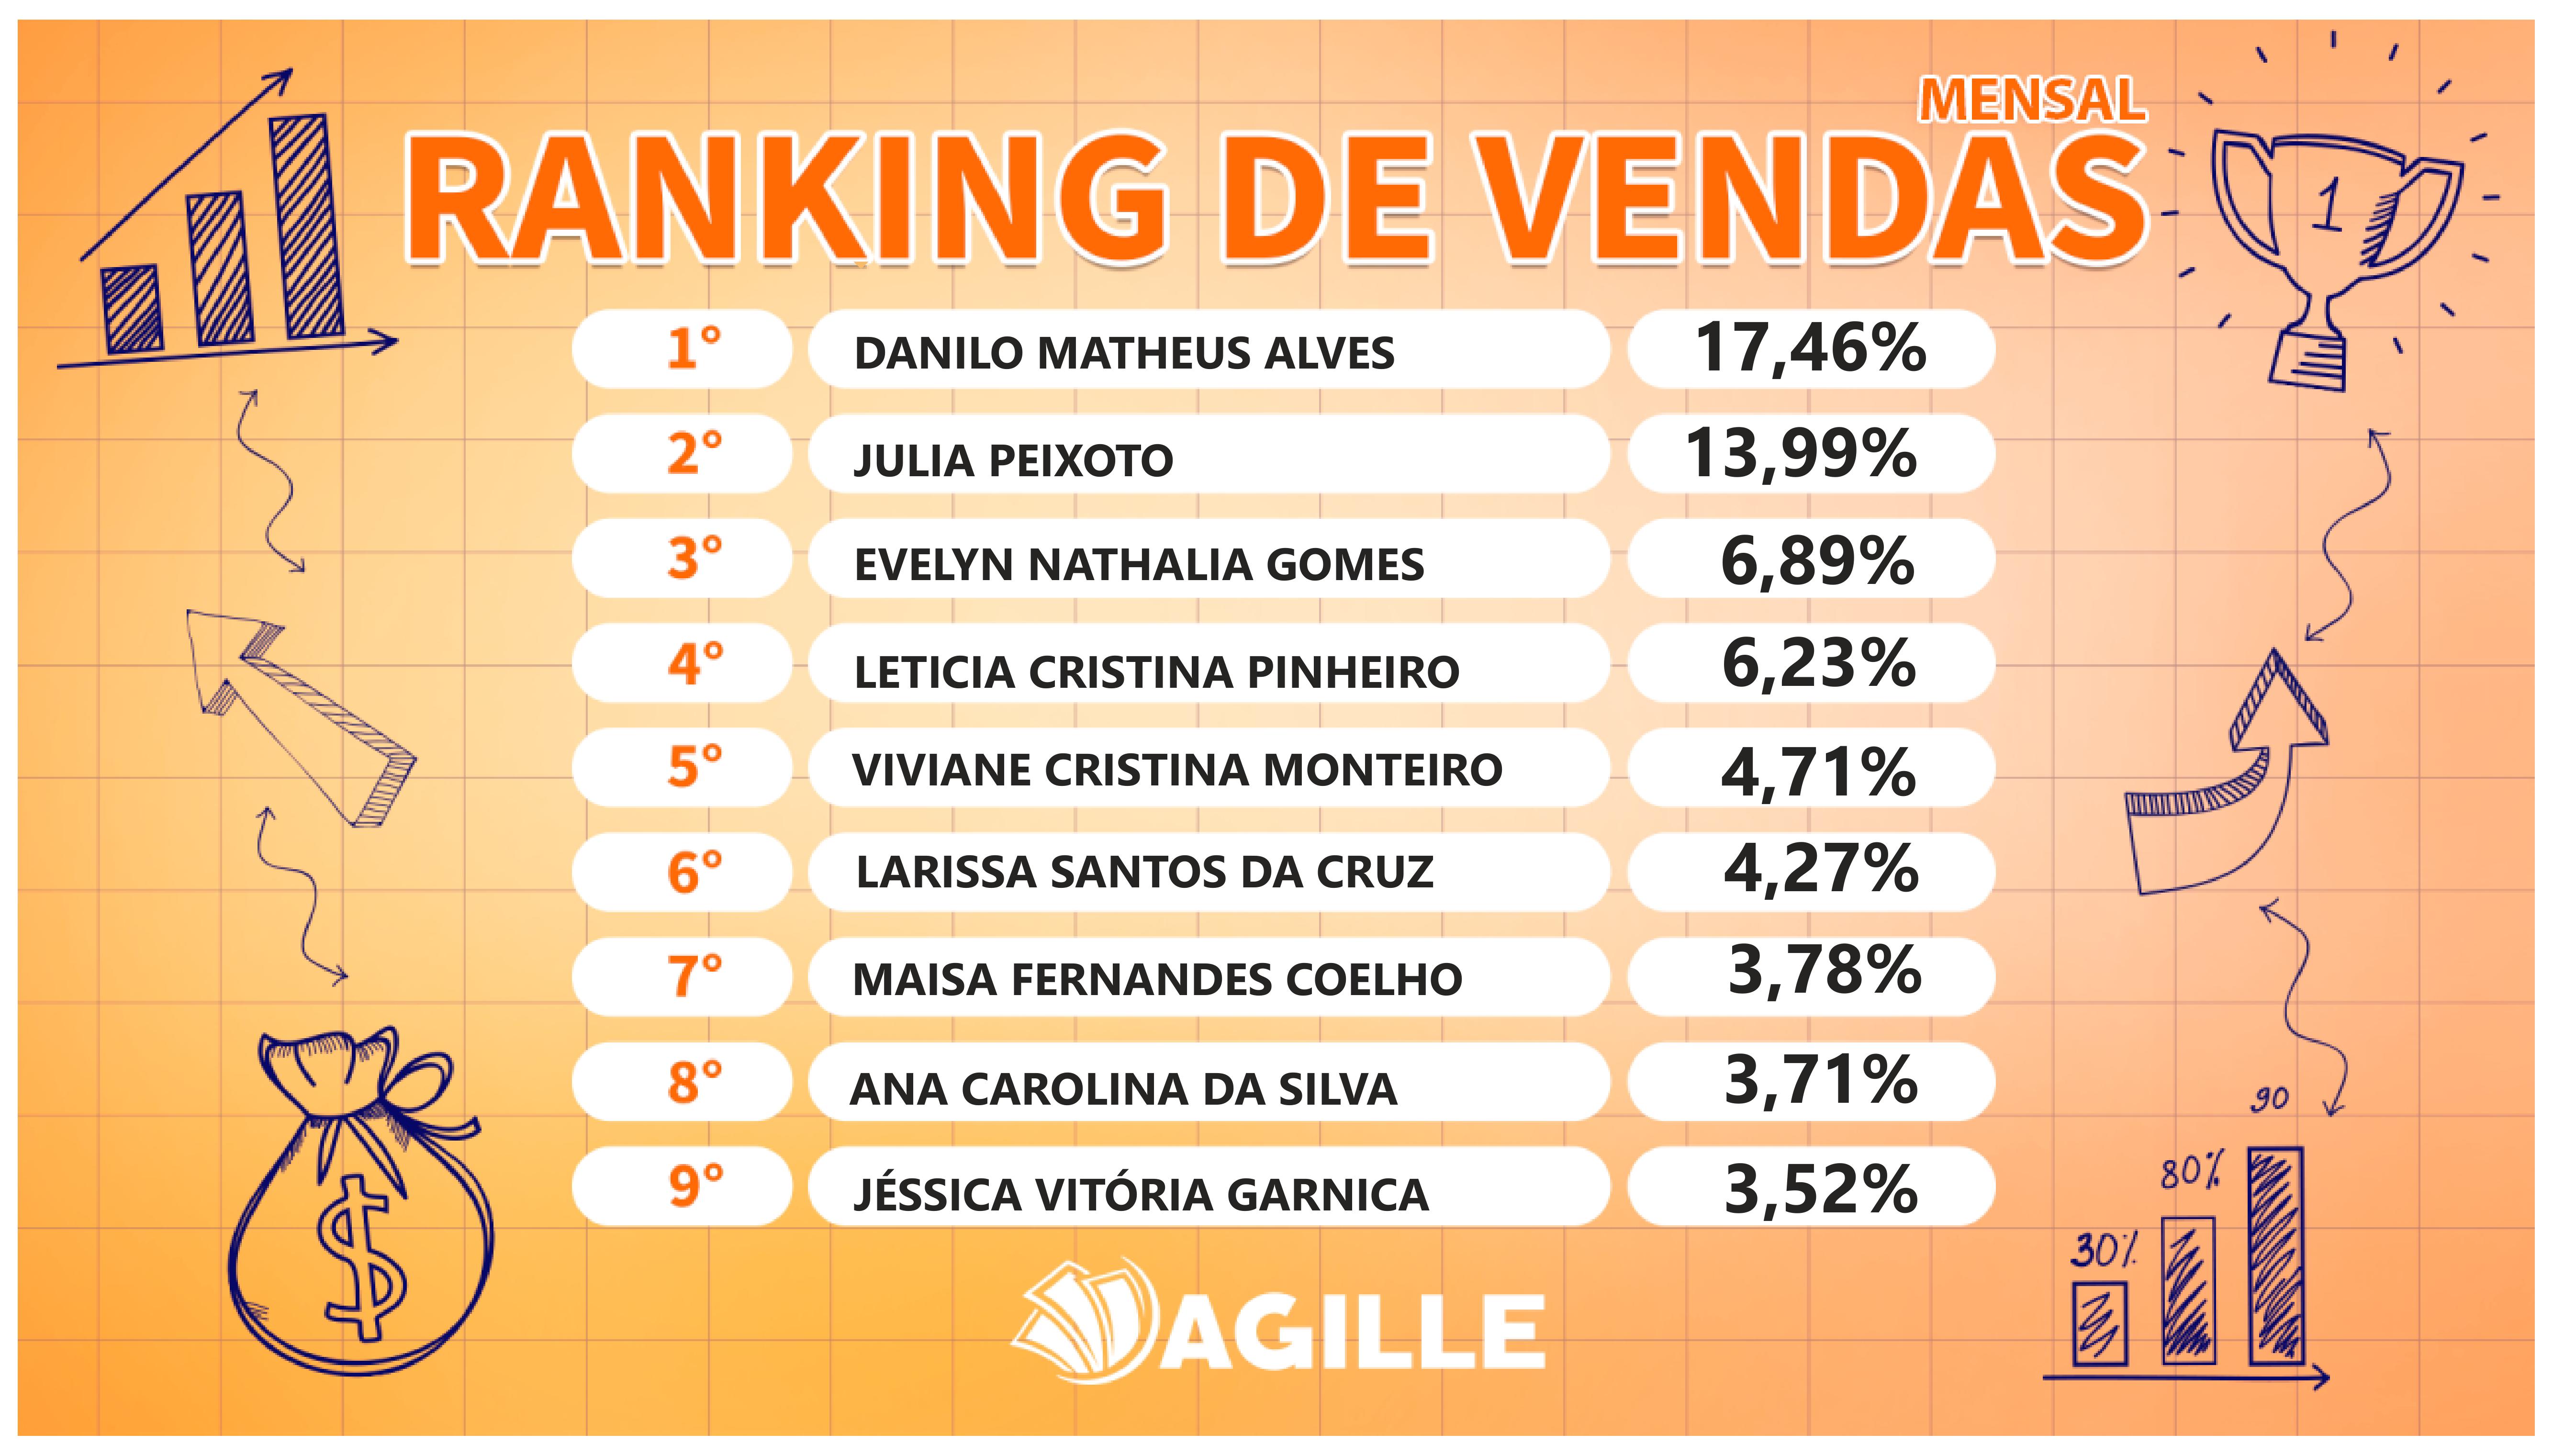 MENSAL
RANKING DE VENDAS
1
1° DANILO MATHEUS ALVES 17,46%
2° JULIA PEIXOTO 13,99%
3° EVELYN NATHALIA GOMES 6,89%
4° LETICIA CRISTINA PINHEIRO 6,23%
5° VIVIANE CRISTINA MONTEIRO 4,71%
6° LARISSA SANTOS DA CRUZ 4,27%
7° MAISA FERNANDES COELHO 3,78%
8° ANA CAROLINA DA SILVA 3,71%
9° JÉSSICA VITÓRIA GARNICA 3,52%
90
80%
30%
$
AGILLE